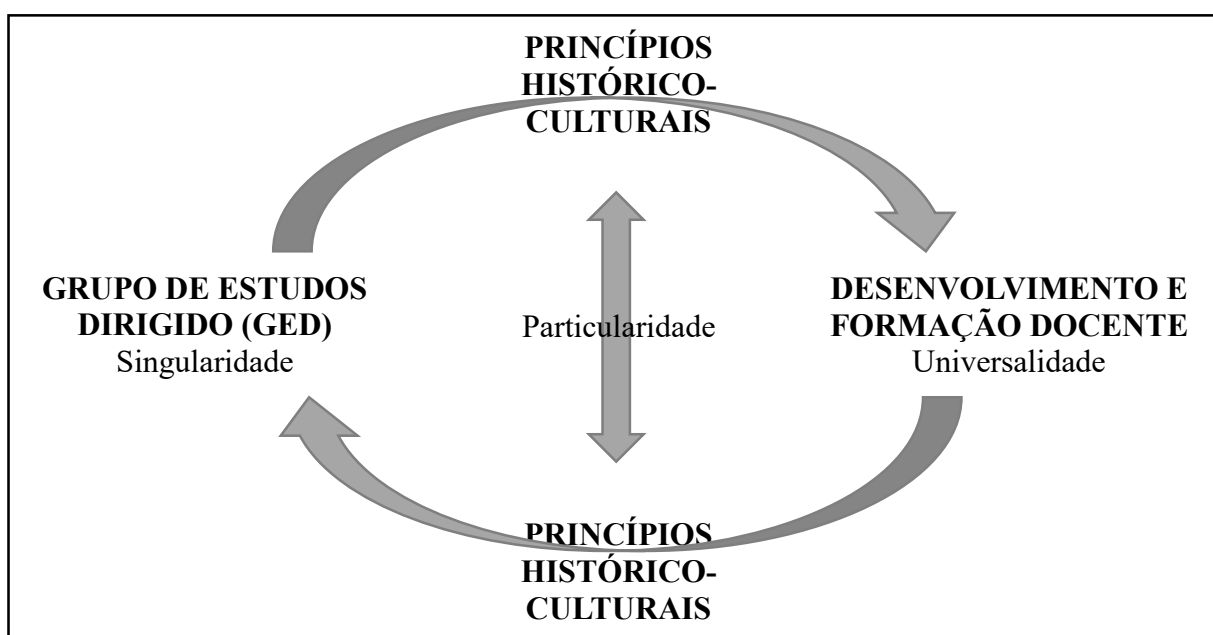 PRINCÍPIOS
HISTÓRICO-
CULTURAIS
GRUPO DE ESTUDOS
DIRIGIDO (GED)
Singularidade
Particularidade
DESENVOLVIMENTO E
FORMAÇÃO DOCENTE
Universalidade
PRINCÍPIOS
HISTÓRICO-
CULTURAIS